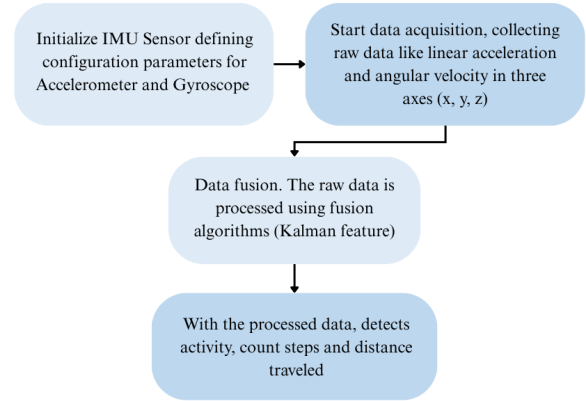 Initialize IMU Sensor defining
configuration parameters for
Accelerometer and Gyroscope
Start data acquisition, collecting
raw data like linear acceleration
and angular velocity in three
axes (x, y, z)
Data fusion. The raw data is
processed using fusion
algorithms (Kalman feature)
With the processed data, detects
activity, count steps and distance
traveled